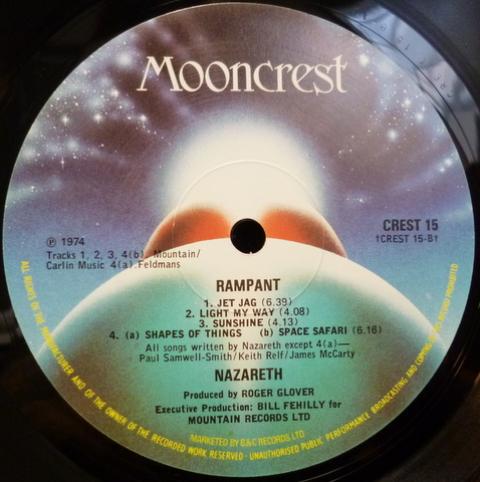 Mooncrest
CREST 15
↑CREST 15-B↑
℗ 1974
Tracks 1, 2, 3, 4(b). Mountain/
Carlin Music 4(a).Feldmans
RAMPANT
1. JET JAG (6.39)
2. LIGHT MY WAY (4.08)
3. SUNSHINE (4.13)
4. (a) SHAPES OF THINGS (b) SPACE SAFARI (6.16)
All songs written by Nazareth except 4(a)—
Paul Samwell-Smith/Keith Relf/James McCarty
NAZARETH
Produced by ROGER GLOVER
Executive Production: BILL FEHILLY for
MOUNTAIN RECORDS LTD
MARKETED BY B&C RECORDS LTD
ALL RIGHTS OF THE MANUFACTURER AND OF THE OWNER OF THE RECORDED WORK RESERVED · UNAUTHORISED PUBLIC PERFORMANCE BROADCASTING AND COPYING OF THIS RECORD PROHIBITED